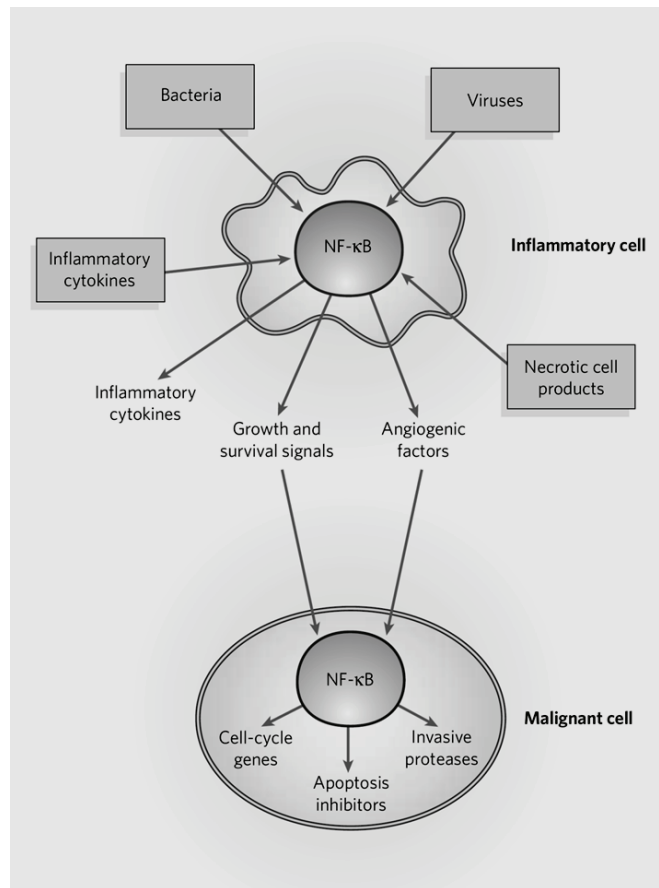 Bacteria
Viruses
NF-κB
Inflammatory cell
Inflammatory
cytokines
Necrotic cell
products
Inflammatory
cytokines
Growth and
survival signals
Angiogenic
factors
NF-κB
Malignant cell
Cell-cycle
genes
Apoptosis
inhibitors
Invasive
proteases